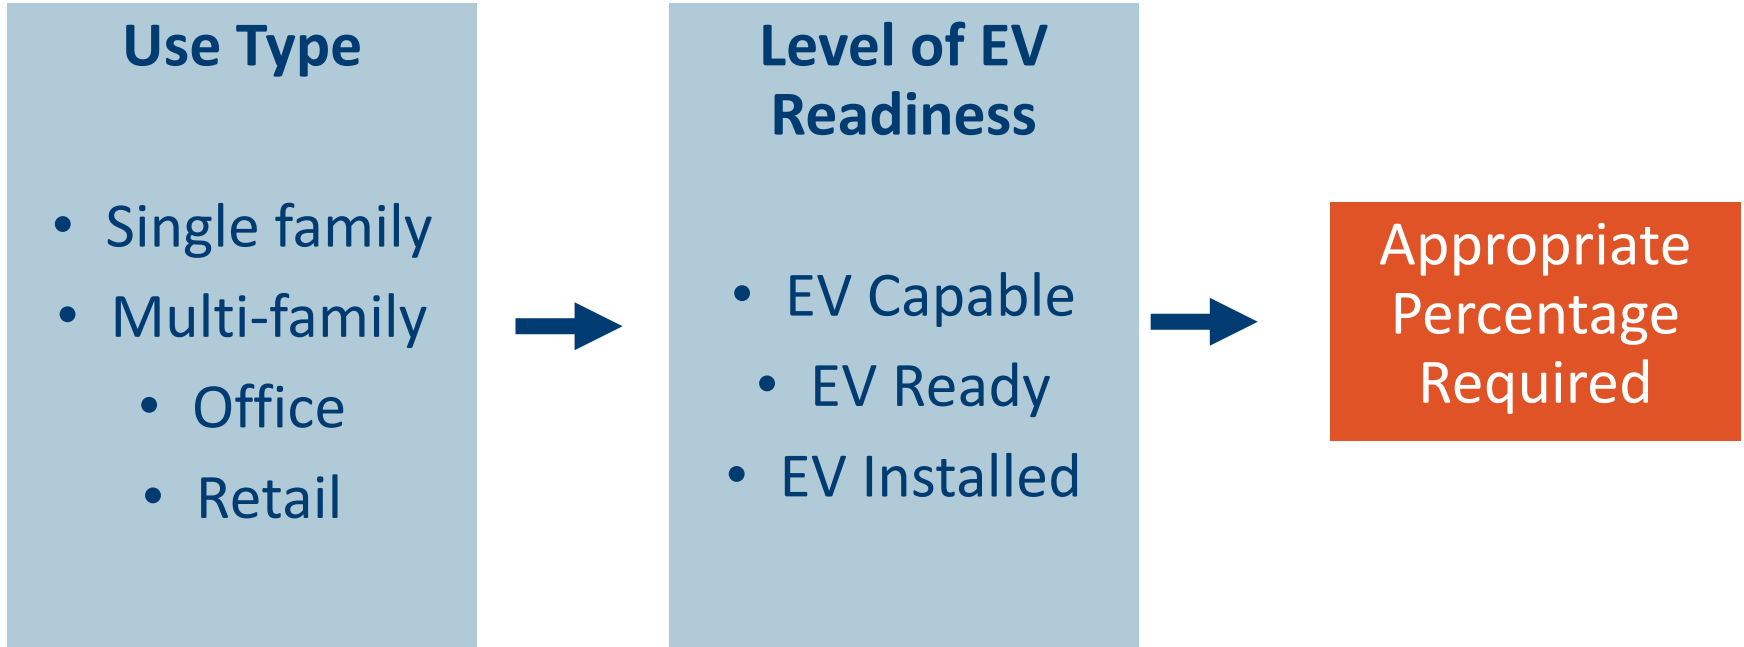 Use Type
• Single family
• Multi-family
• Office
• Retail
Level of EV
Readiness
• EV Capable
• EV Ready
• EV Installed
Appropriate
Percentage
Required